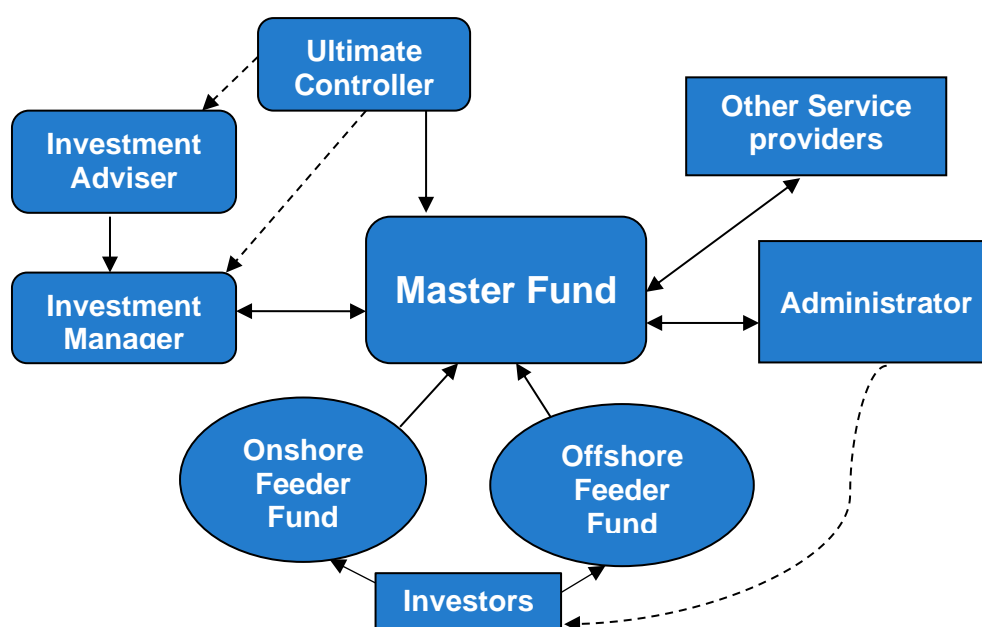 Ultimate
Controller
Other Service
providers
Investment
Adviser
Master Fund
Administrator
Investment
Manager
Onshore
Feeder
Fund
Offshore
Feeder
Fund
Investors